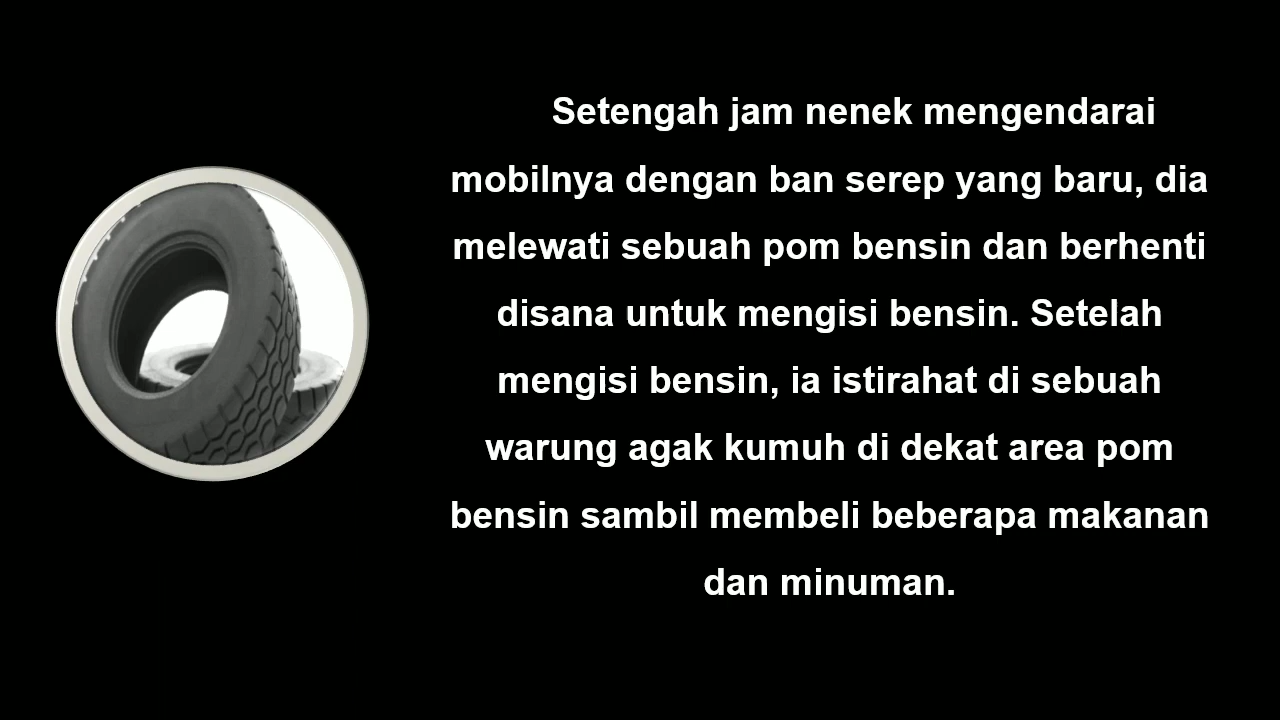 Setengah jam nenek mengendarai
mobilnya dengan ban serep yang baru, dia
melewati sebuah pom bensin dan berhenti
disana untuk mengisi bensin. Setelah
mengisi bensin, ia istirahat di sebuah
warung agak kumuh di dekat area pom
bensin sambil membeli beberapa makanan
dan minuman.